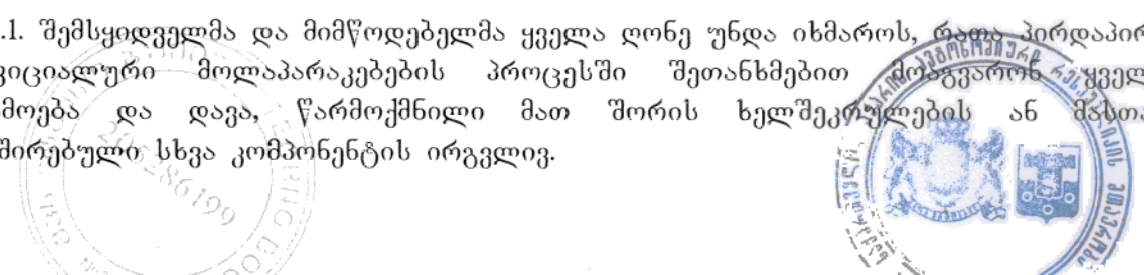 .1. შემსყიდველმა და მიმწოდებელმა ყველა ღონე უნდა იხმაროს, რათა პირდაპირ
ვიციალური მოლაპარაკებების პროცესში შეთანხმებით მოაგვარონ ყველ
მოება და დავა, წარმოქმნილი მათ შორის ხელშეკრულების ან მასთა
შირებული სხვა კომპონენტის ირგვლივ.